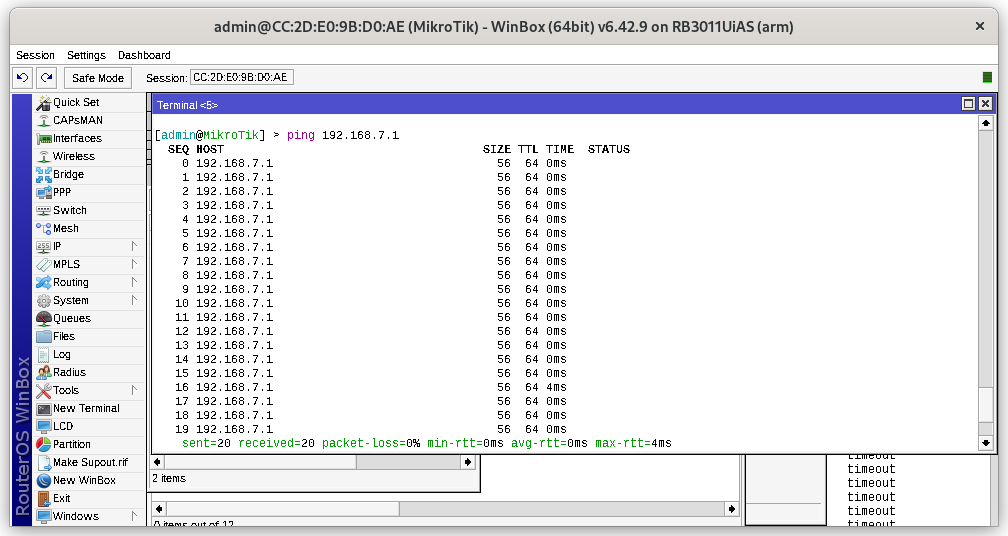 admin@CC:2D:E0:9B:D0:AE (MikroTik) - WinBox (64bit) v6.42.9 on RB3011UiAS (arm)
Session Settings Dashboard
Safe Mode Session: CC:2D:E0:9B:D0:AE
Quick Set
CAPsMAN
Interfaces
Wireless
Bridge
PPP
Switch
Mesh
IP
MPLS
Routing
System
Queues
Files
Log
Radius
Tools
New Terminal
LCD
Partition
Make Supout.rif
New WinBox
Exit
Windows
RouterOS WinBox
Terminal <5>
[admin@MikroTik] > ping 192.168.7.1
SEQ HOST SIZE TTL TIME STATUS
0 192.168.7.1 56 64 0ms
1 192.168.7.1 56 64 0ms
2 192.168.7.1 56 64 0ms
3 192.168.7.1 56 64 0ms
4 192.168.7.1 56 64 0ms
5 192.168.7.1 56 64 0ms
6 192.168.7.1 56 64 0ms
7 192.168.7.1 56 64 0ms
8 192.168.7.1 56 64 0ms
9 192.168.7.1 56 64 0ms
10 192.168.7.1 56 64 0ms
11 192.168.7.1 56 64 0ms
12 192.168.7.1 56 64 0ms
13 192.168.7.1 56 64 0ms
14 192.168.7.1 56 64 0ms
15 192.168.7.1 56 64 0ms
16 192.168.7.1 56 64 4ms
17 192.168.7.1 56 64 0ms
18 192.168.7.1 56 64 0ms
19 192.168.7.1 56 64 0ms
sent=20 received=20 packet-loss=0% min-rtt=0ms avg-rtt=0ms max-rtt=4ms
2 items
0 items out of 12
timeout
timeout
timeout
timeout
timeout
timeout